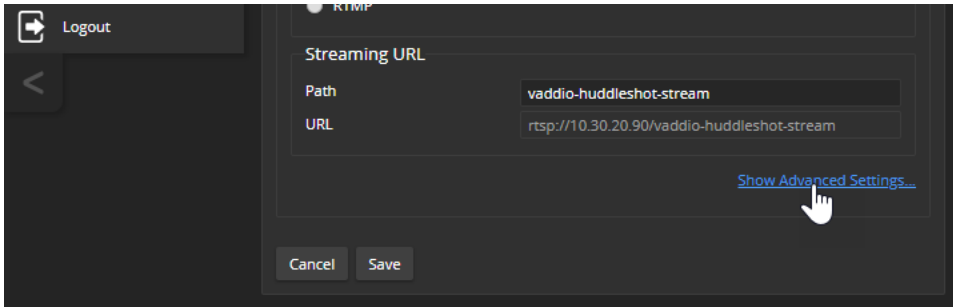 RTMP
Logout
Streaming URL
Path vaddio-huddleshot-stream
URL rtsp://10.30.20.90/vaddio-huddleshot-stream
Show Advanced Settings...
Cancel Save